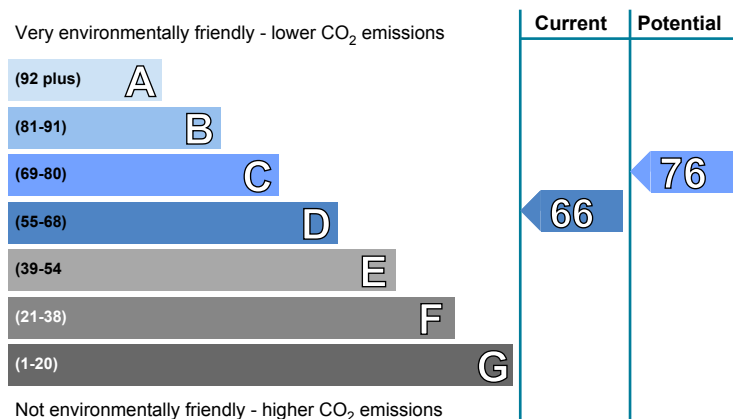 Very environmentally friendly - lower CO₂ emissions
Current
Potential
(92 plus) A
(81-91) B
(69-80) C
(55-68) D
(39-54 E
(21-38) F
(1-20) G
76
66
Not environmentally friendly - higher CO₂ emissions